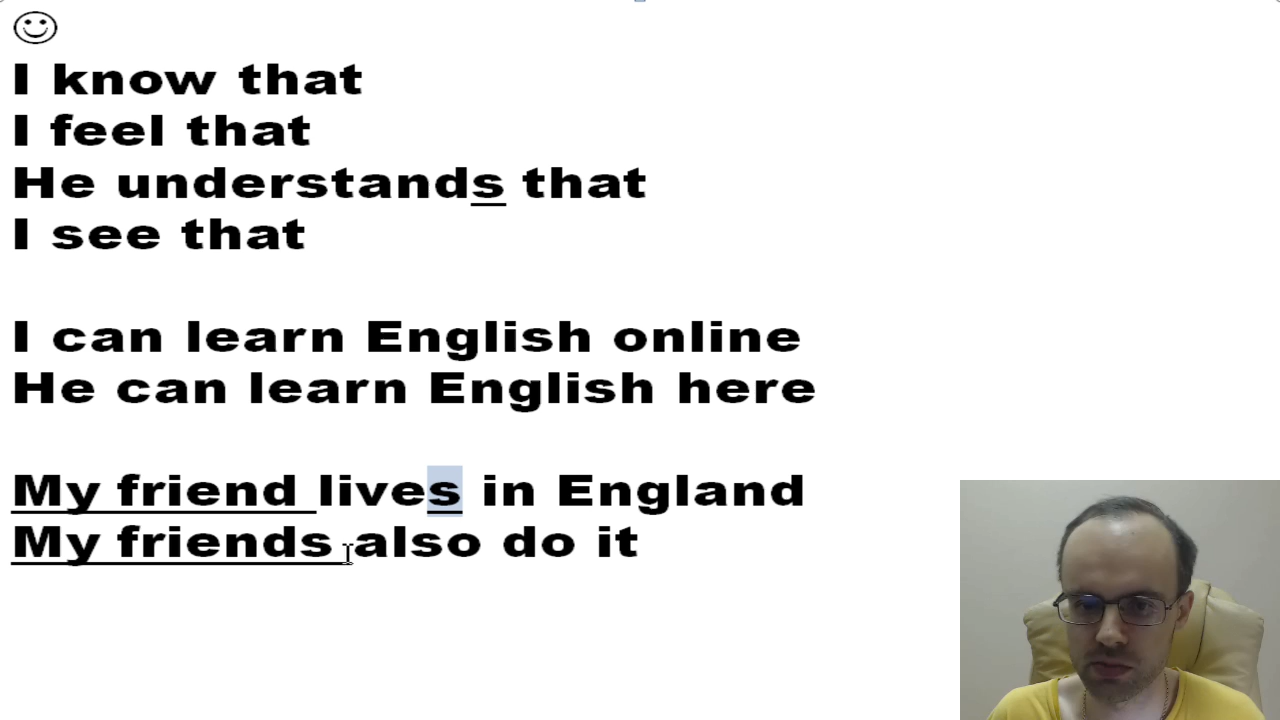 I know that
I feel that
He understands that
I see that
I can learn English online
He can learn English here
My friend lives in England
My friends also do it